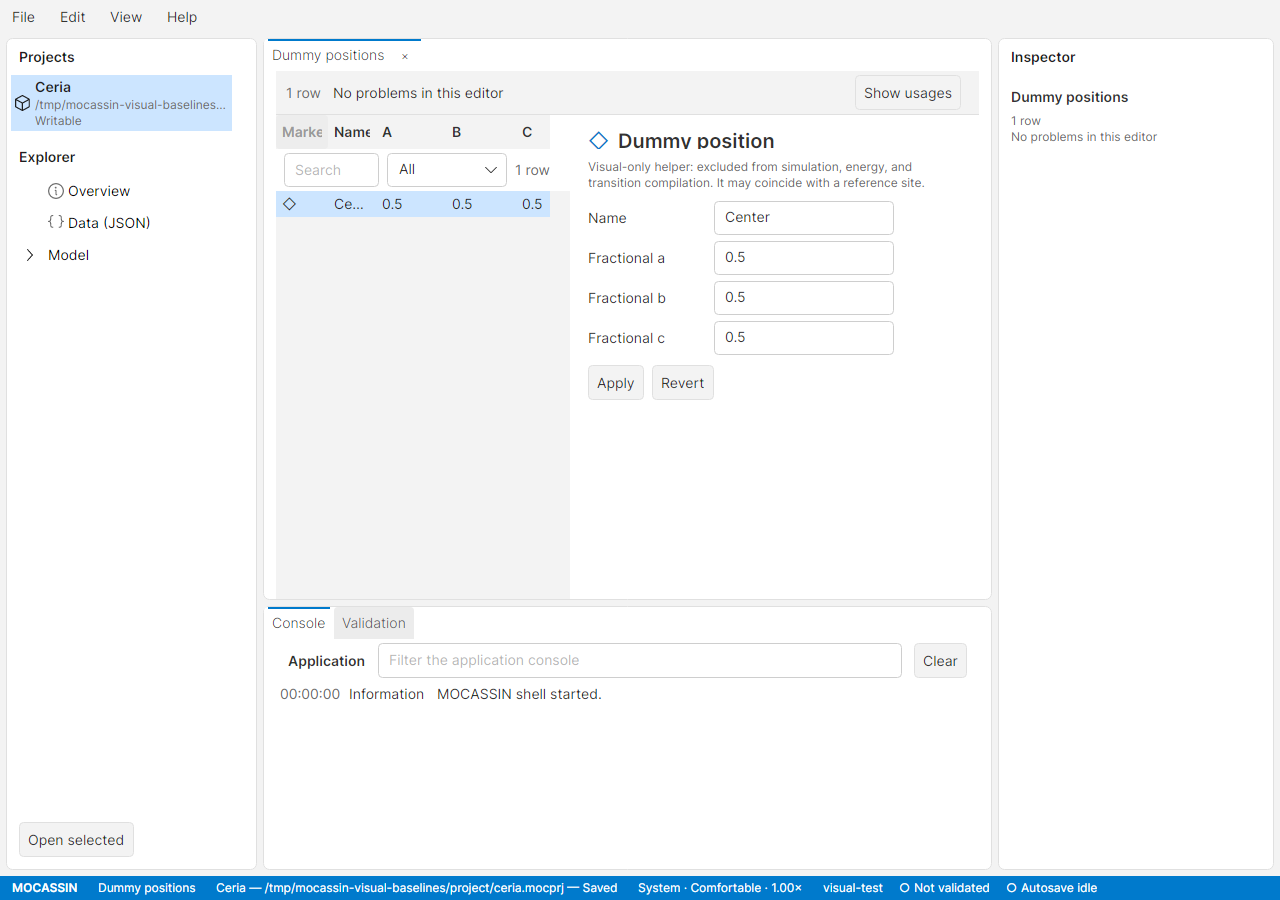 File Edit View Help
Projects
Ceria
/tmp/mocassin-visual-baselines...
Writable
Explorer
Overview
{ } Data (JSON)
Model
Open selected
Dummy positions ×
1 row No problems in this editor Show usages
Marke Name A B C
Search All 1 row
Ce... 0.5 0.5 0.5
Dummy position
Visual-only helper: excluded from simulation, energy, and
transition compilation. It may coincide with a reference site.
Name Center
Fractional a 0.5
Fractional b 0.5
Fractional c 0.5
Apply Revert
Console Validation
Application Filter the application console Clear
00:00:00 Information MOCASSIN shell started.
Inspector
Dummy positions
1 row
No problems in this editor
MOCASSIN Dummy positions Ceria — /tmp/mocassin-visual-baselines/project/ceria.mocprj — Saved System · Comfortable · 1.00× visual-test Not validated Autosave idle